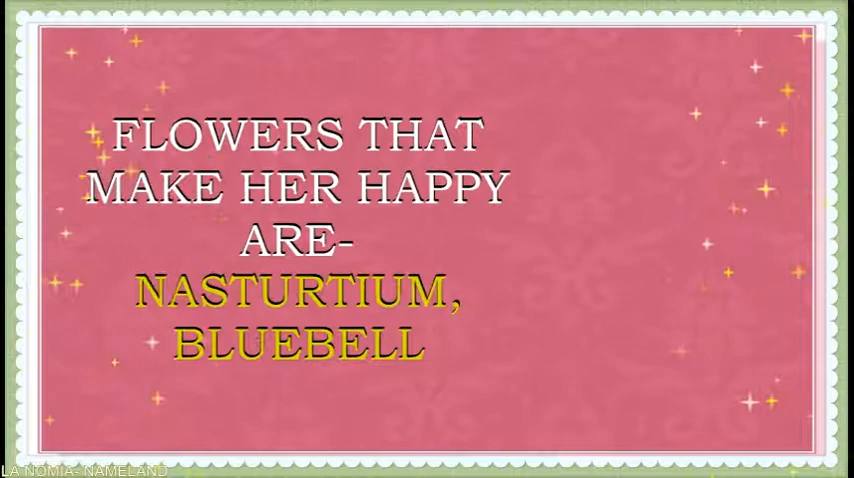 FLOWERS THAT
MAKE HER HAPPY
ARE-
NASTURTIUM,
BLUEBELL
LA NOMIA- NAMELAND